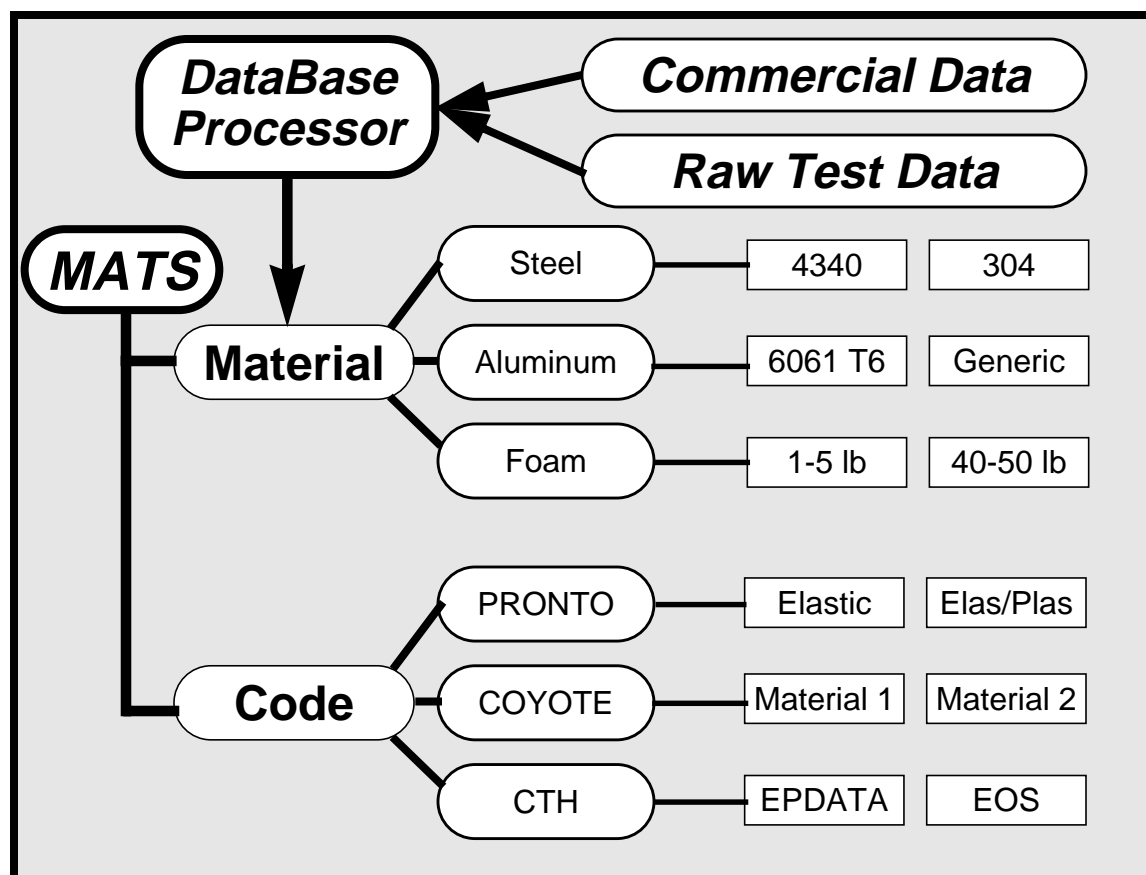 DataBase
Processor
Commercial Data
Raw Test Data
MATS
Material
Steel
4340
304
Aluminum
6061 T6
Generic
Foam
1-5 lb
40-50 lb
Code
PRONTO
Elastic
Elas/Plas
COYOTE
Material 1
Material 2
CTH
EPDATA
EOS